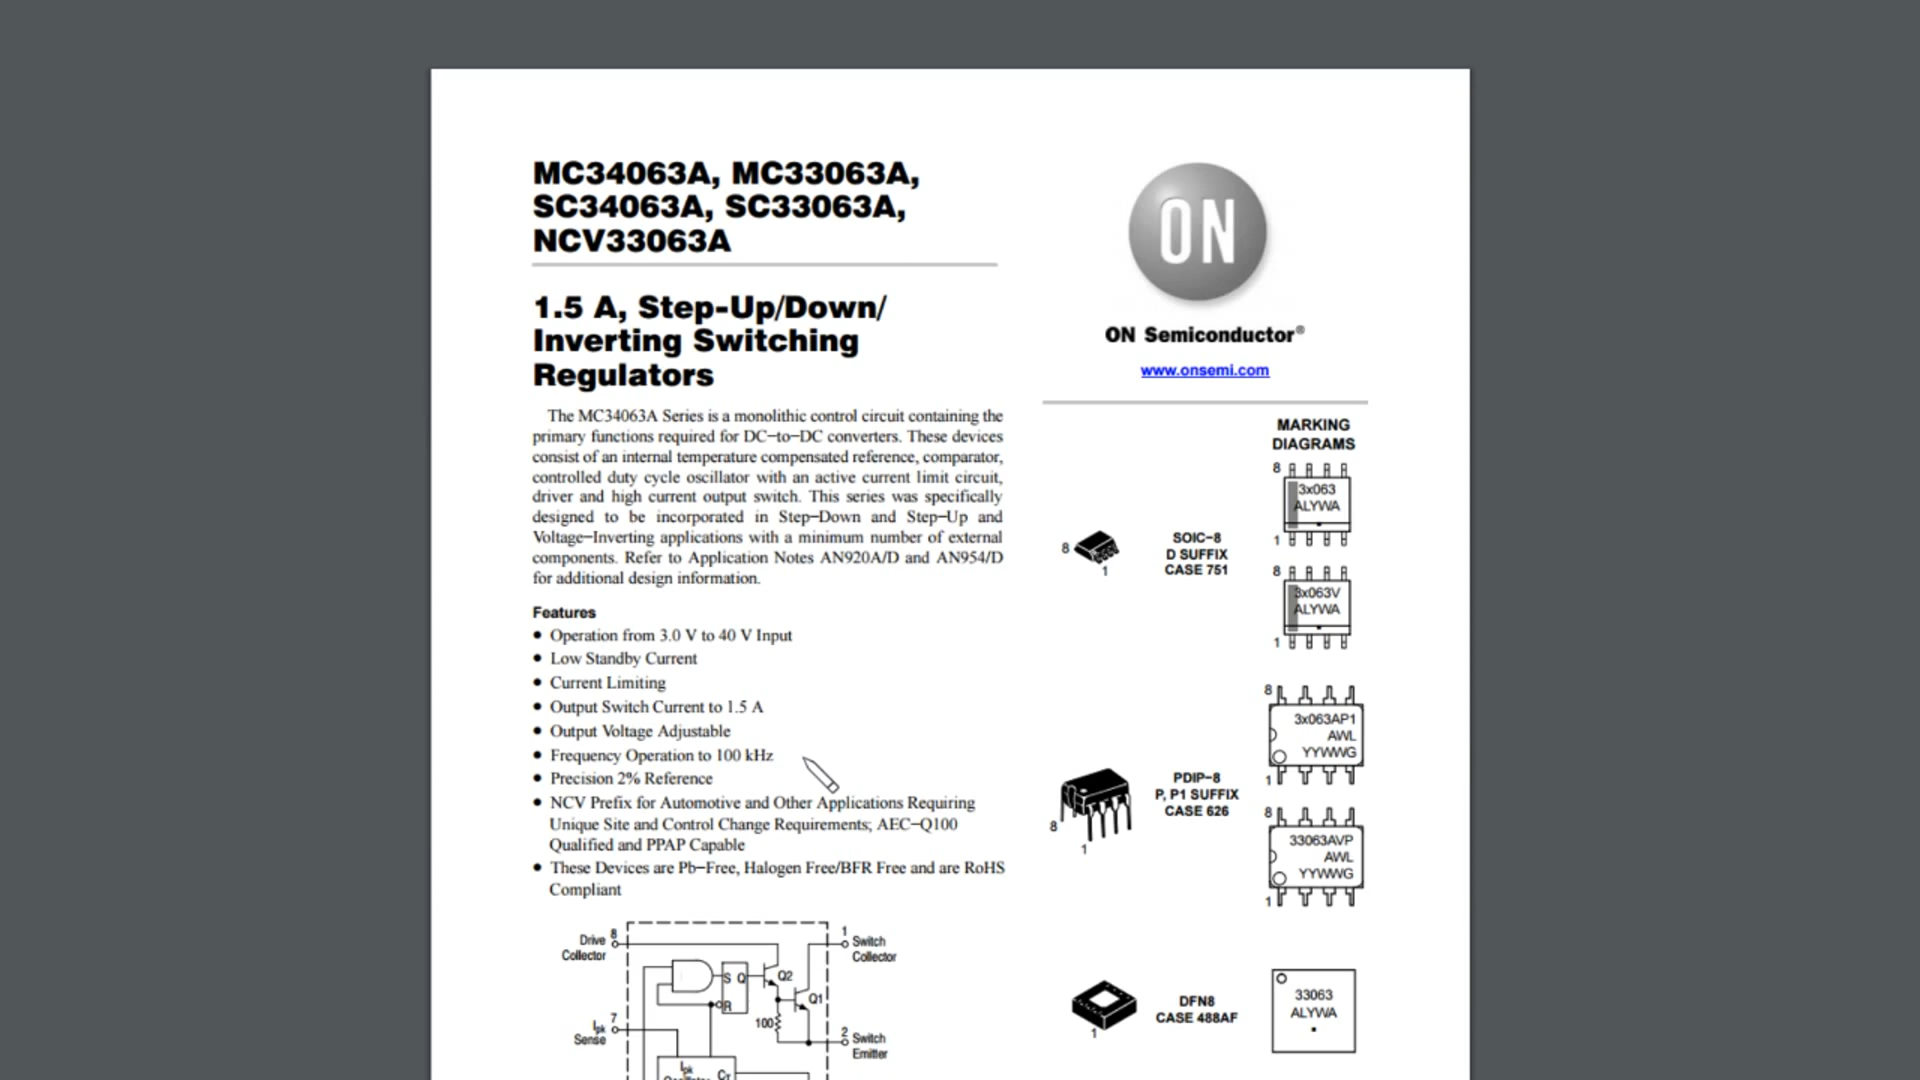 MC34063A, MC33063A,
SC34063A, SC33063A,
NCV33063A
1.5 A, Step-Up/Down/
Inverting Switching
Regulators
The MC34063A Series is a monolithic control circuit containing the
primary functions required for DC−to−DC converters. These devices
consist of an internal temperature compensated reference, comparator,
controlled duty cycle oscillator with an active current limit circuit,
driver and high current output switch. This series was specifically
designed to be incorporated in Step−Down and Step−Up and
Voltage−Inverting applications with a minimum number of external
components. Refer to Application Notes AN920A/D and AN954/D
for additional design information.
Features
• Operation from 3.0 V to 40 V Input
• Low Standby Current
• Current Limiting
• Output Switch Current to 1.5 A
• Output Voltage Adjustable
• Frequency Operation to 100 kHz
• Precision 2% Reference
• NCV Prefix for Automotive and Other Applications Requiring
Unique Site and Control Change Requirements; AEC−Q100
Qualified and PPAP Capable
• These Devices are Pb−Free, Halogen Free/BFR Free and are RoHS
Compliant
Drive
Collector
8
1
Switch
Collector
S Q
R
Q2
Q1
100
7
Ipk
Sense
2
Switch
Emitter
Ipk
CT
ON
ON Semiconductor®
www.onsemi.com
MARKING
DIAGRAMS
8
3x063
ALYWA
1
8
1
SOIC−8
D SUFFIX
CASE 751
8
3x063V
ALYWA
1
8
3x063AP1
AWL
YYWWG
1
8
1
PDIP−8
P, P1 SUFFIX
CASE 626
8
33063AVP
AWL
YYWWG
1
1
DFN8
CASE 488AF
33063
ALYWA